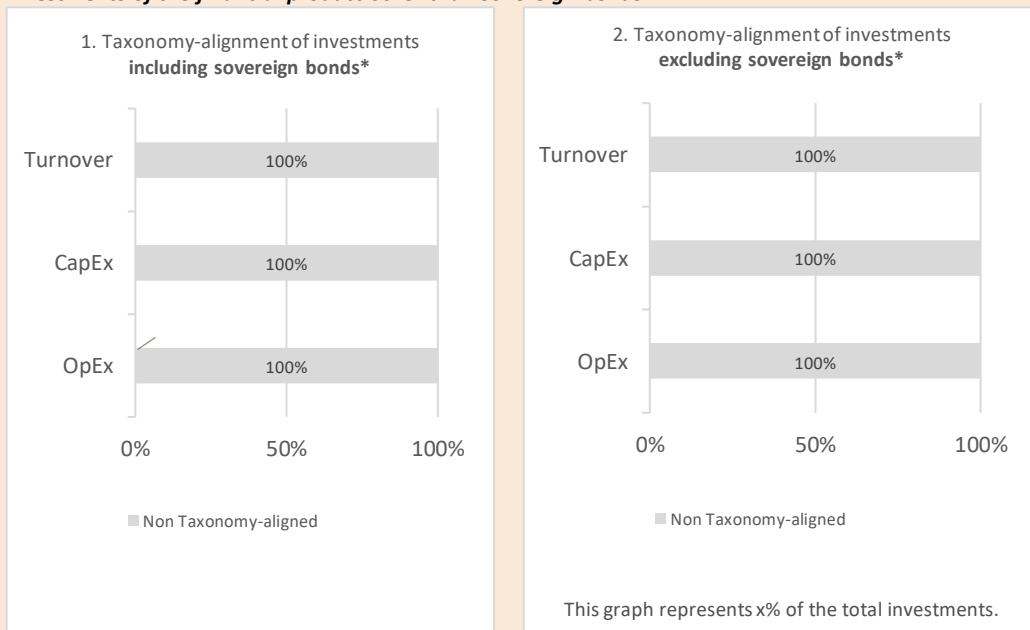 1. Taxonomy-alignment of investments
including sovereign bonds*
Turnover
100%
CapEx
100%
OpEx
100%
0% 50% 100%
Non Taxonomy-aligned
2. Taxonomy-alignment of investments
excluding sovereign bonds*
Turnover
100%
CapEx
100%
OpEx
100%
0% 50% 100%
Non Taxonomy-aligned
This graph represents x% of the total investments.